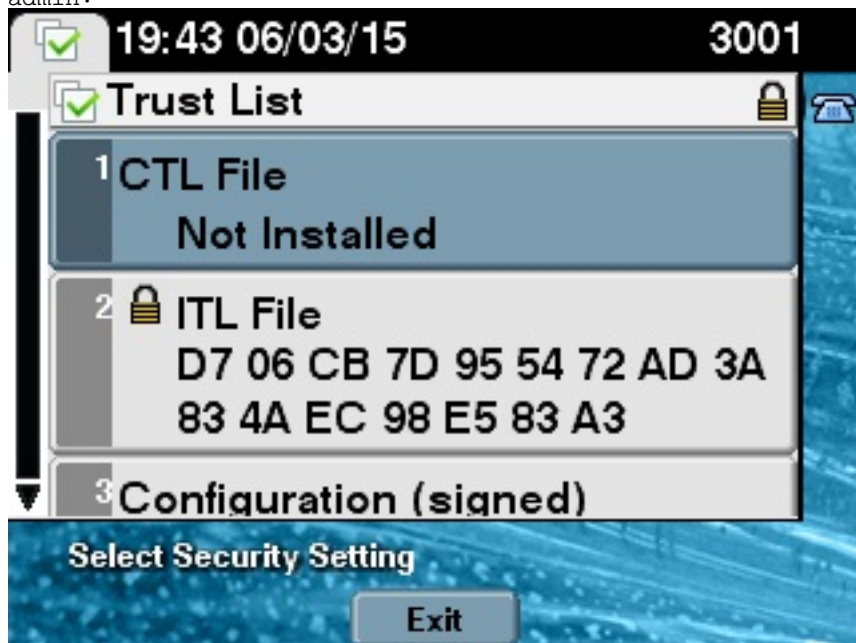 admin:
19:43 06/03/15 3001
Trust List
1 CTL File
Not Installed
2 ITL File
D7 06 CB 7D 95 54 72 AD 3A
83 4A EC 98 E5 83 A3
3 Configuration (signed)
Select Security Setting
Exit